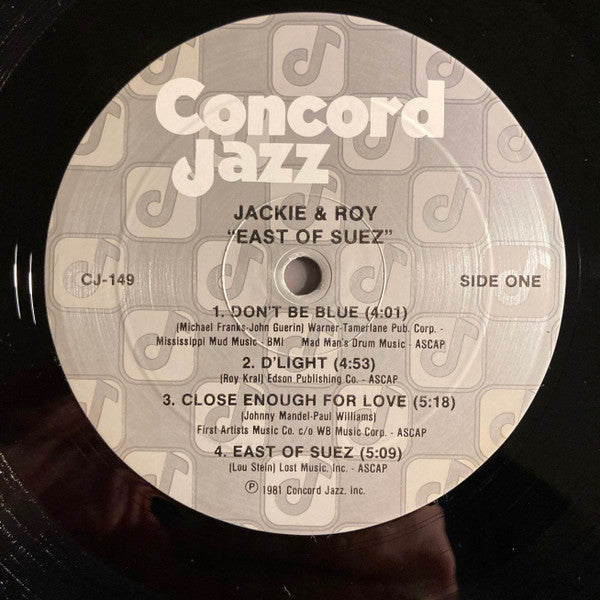 Concord
Jazz
JACKIE & ROY
"EAST OF SUEZ"
CJ-149 SIDE ONE
1. DON'T BE BLUE (4:01)
(Michael Franks-John Guerin) Warner-Tamerlane Pub. Corp. -
Mississippi Mud Music BMI Mad Man's Drum Music - ASCAP
2. D'LIGHT (4:53)
(Roy Kral) Edson Publishing Co. - ASCAP
3. CLOSE ENOUGH FOR LOVE (5:18)
(Johnny Mandel-Paul Williams)
First Artists Music Co. c/o WB Music Corp. - ASCAP
4. EAST OF SUEZ (5:09)
(Lou Stein) Lost Music, Inc. - ASCAP
℗ 1981 Concord Jazz, Inc.